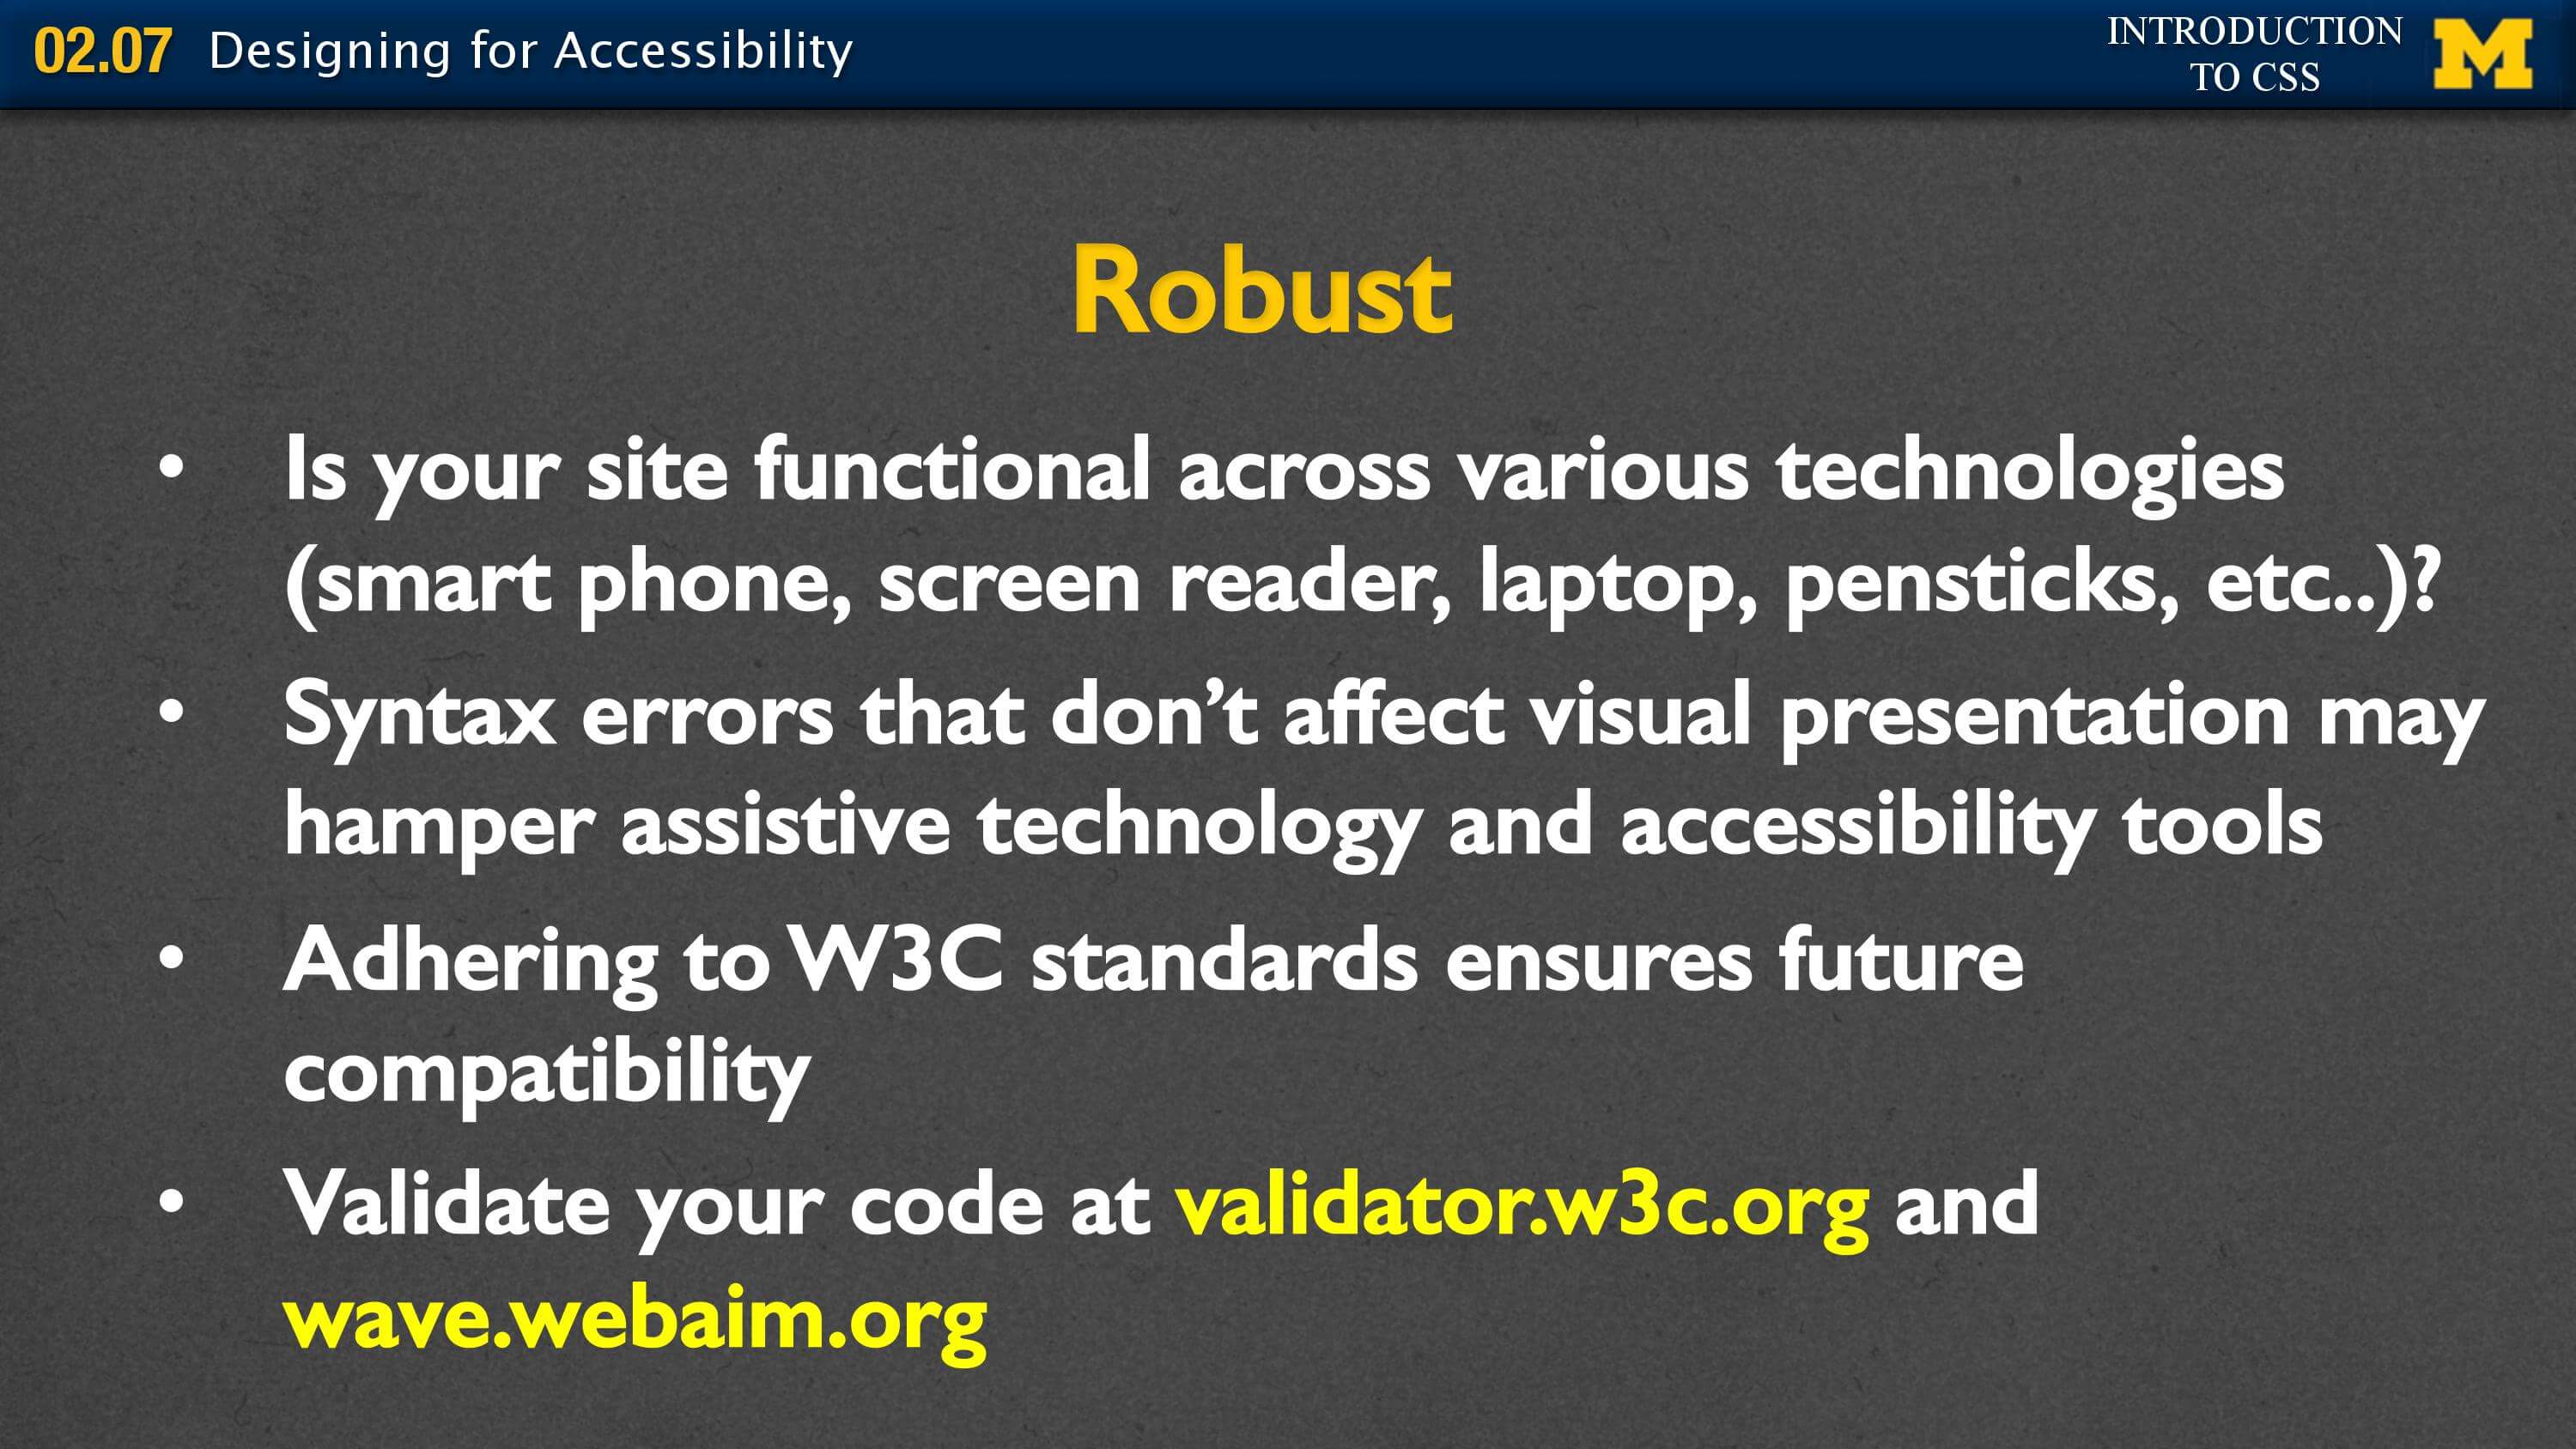 02.07 Designing for Accessibility
INTRODUCTION
TO CSS
M
Robust
• Is your site functional across various technologies
(smart phone, screen reader, laptop, pensticks, etc..)?
• Syntax errors that don’t affect visual presentation may
hamper assistive technology and accessibility tools
• Adhering to W3C standards ensures future
compatibility
• Validate your code at validator.w3c.org and
wave.webaim.org